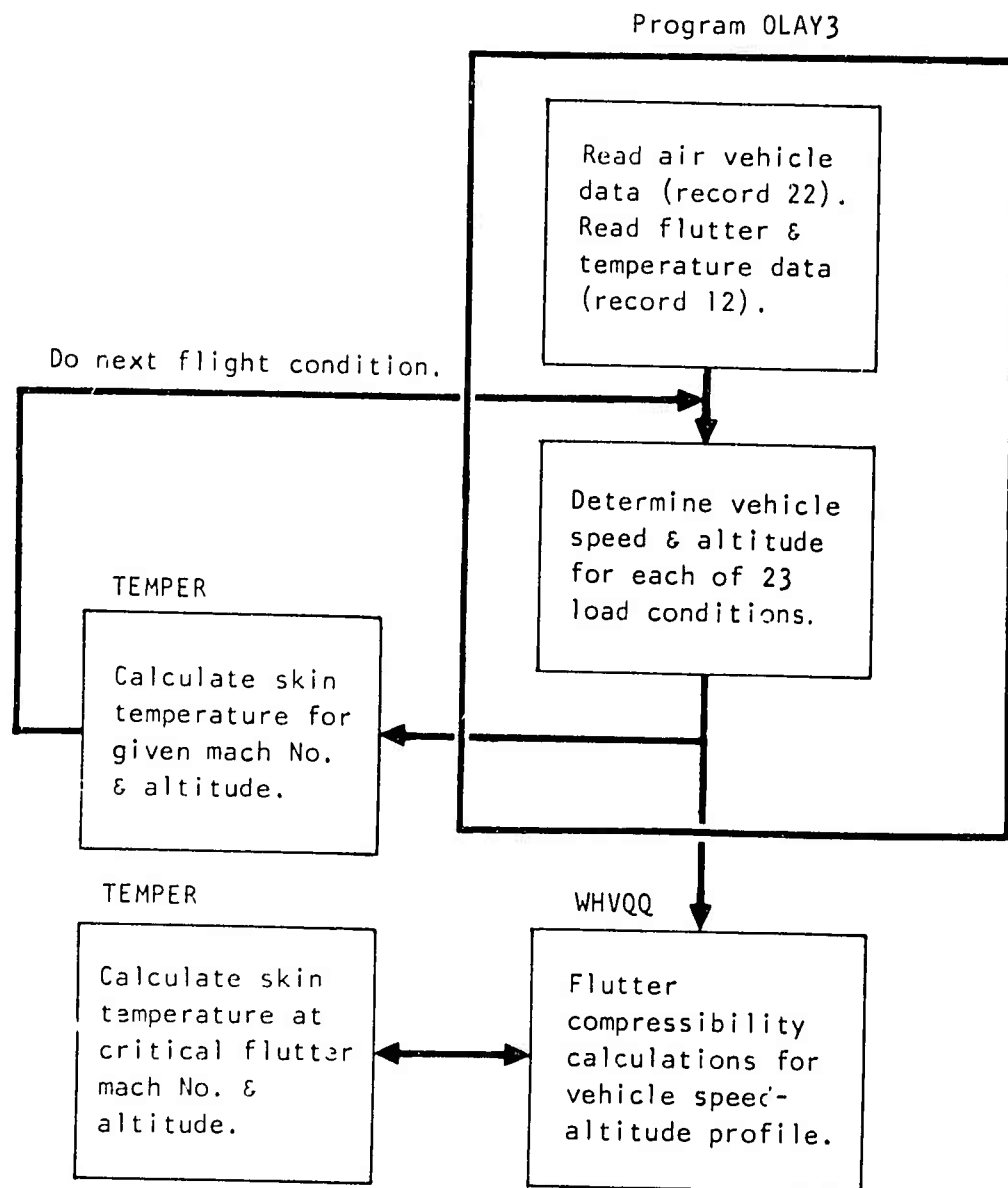 Program OLAY3
Read air vehicle
data (record 22).
Read flutter &
temperature data
(record 12).
Do next flight condition.
Determine vehicle
speed & altitude
for each of 23
load conditions.
TEMPER
Calculate skin
temperature for
given mach No.
& altitude.
TEMPER
Calculate skin
temperature at
critical flutter
mach No. &
altitude.
WHVQQ
Flutter
compressibility
calculations for
vehicle speed-
altitude profile.